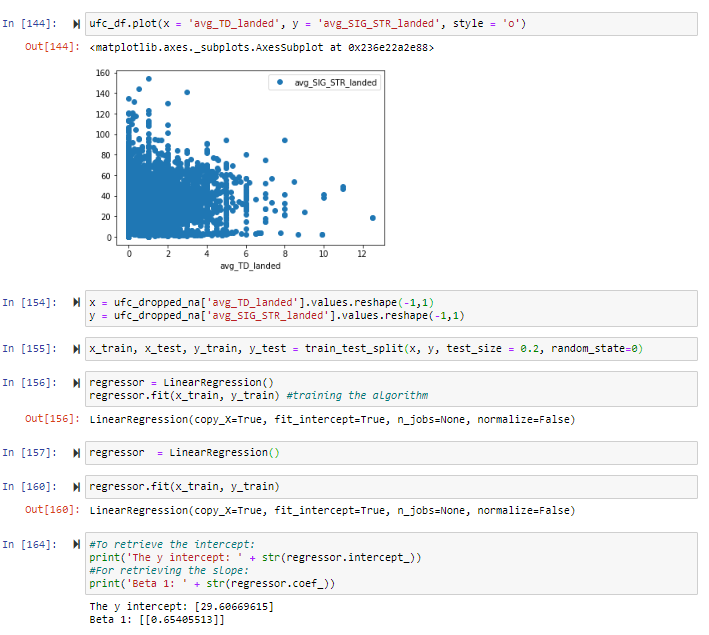 In [144]: ufc_df.plot(x = 'avg_TD_landed', y = 'avg_SIG_STR_landed', style = 'o')
Out[144]: <matplotlib.axes._subplots.AxesSubplot at 0x236e22a2e88>
160
avg_SIG_STR_landed
140
120
100
80
60
40
20
0
0 2 4 6 8 10 12
avg_TD_landed
In [154]: x = ufc_dropped_na['avg_TD_landed'].values.reshape(-1,1)
y = ufc_dropped_na['avg_SIG_STR_landed'].values.reshape(-1,1)
In [155]: x_train, x_test, y_train, y_test = train_test_split(x, y, test_size = 0.2, random_state=0)
In [156]: regressor = LinearRegression()
regressor.fit(x_train, y_train) #training the algorithm
Out[156]: LinearRegression(copy_X=True, fit_intercept=True, n_jobs=None, normalize=False)
In [157]: regressor  = LinearRegression()
In [160]: regressor.fit(x_train, y_train)
Out[160]: LinearRegression(copy_X=True, fit_intercept=True, n_jobs=None, normalize=False)
In [164]: #To retrieve the intercept:
print('The y intercept: ' + str(regressor.intercept_))
#For retrieving the slope:
print('Beta 1: ' + str(regressor.coef_))
The y intercept: [29.60669615]
Beta 1: [[0.65405513]]